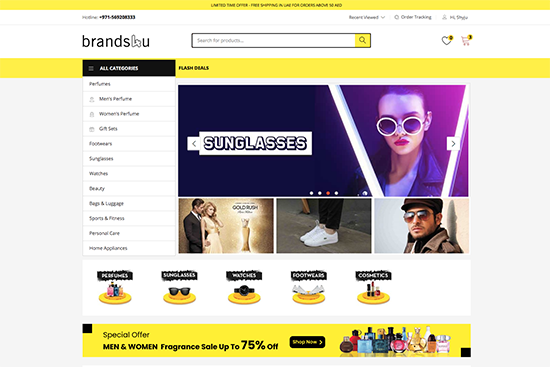 LIMITED TIME OFFER - FREE SHIPPING IN UAE FOR ORDERS ABOVE 50 AED
Hotline: +971-569208333
Recent Viewed
Order Tracking
Hi, Shyju
brandsbu
Search for products...
0
3
ALL CATEGORIES
FLASH DEALS
Perfumes
Men's Perfume
Women's Perfume
Gift Sets
Footwears
Sunglasses
Watches
Beauty
Bags & Luggage
Sports & Fitness
Personal Care
Home Appliances
SUNGLASSES
GOLD RUSH
PERFUMES
SUNGLASSES
WATCHES
FOOTWEARS
COSMETICS
Special Offer
MEN & WOMEN Fragrance Sale Up To 75% Off
Shop Now